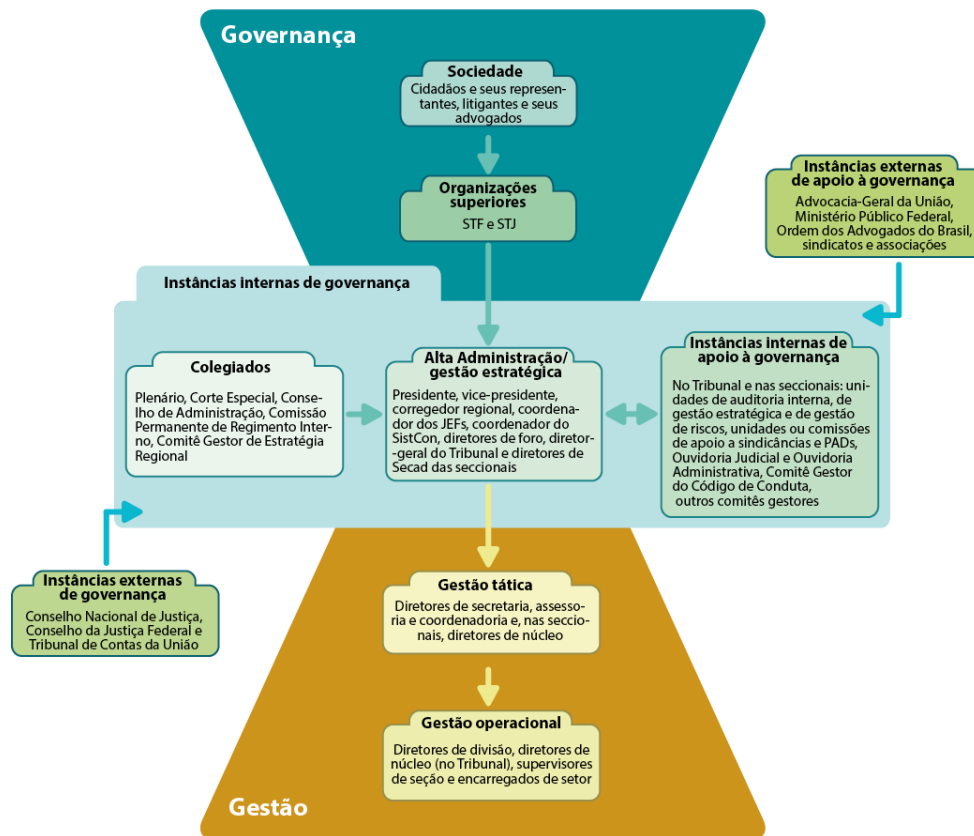 Governança
Sociedade
Cidadãos e seus represen-
tantes, litigantes e seus
advogados
Organizações
superiores
STF e STJ
Instâncias externas
de apoio à governança
Advocacia-Geral da União,
Ministério Público Federal,
Ordem dos Advogados do Brasil,
sindicatos e associações
Instâncias internas de governança
Colegiados
Plenário, Corte Especial, Conse-
lho de Administração, Comissão
Permanente de Regimento Inter-
no, Comitê Gestor de Estratégia
Regional
Alta Administração/
gestão estratégica
Presidente, vice-presidente,
corregedor regional, coordena-
dor dos JEFs, coordenador do
SistCon, diretores de foro, diretor-
-geral do Tribunal e diretores de
Secad das seccionais
Instâncias internas de
apoio à governança
No Tribunal e nas seccionais: uni-
dades de auditoria interna, de
de gestão estratégica e de gestão
de riscos, unidades ou comissões
de apoio a sindicâncias e PADs,
Ouvidoria Judicial e Ouvidoria
Administrativa, Comitê Gestor
do Código de Conduta,
outros comitês gestores
Instâncias externas
de governança
Conselho Nacional de Justiça,
Conselho da Justiça Federal e
Tribunal de Contas da União
Gestão tática
Diretores de secretaria, assesso-
ria e coordenadoria e, nas seccio-
nais, diretores de núcleo
Gestão operacional
Diretores de divisão, diretores de
núcleo (no Tribunal), supervisores
de seção e encarregados de setor
Gestão